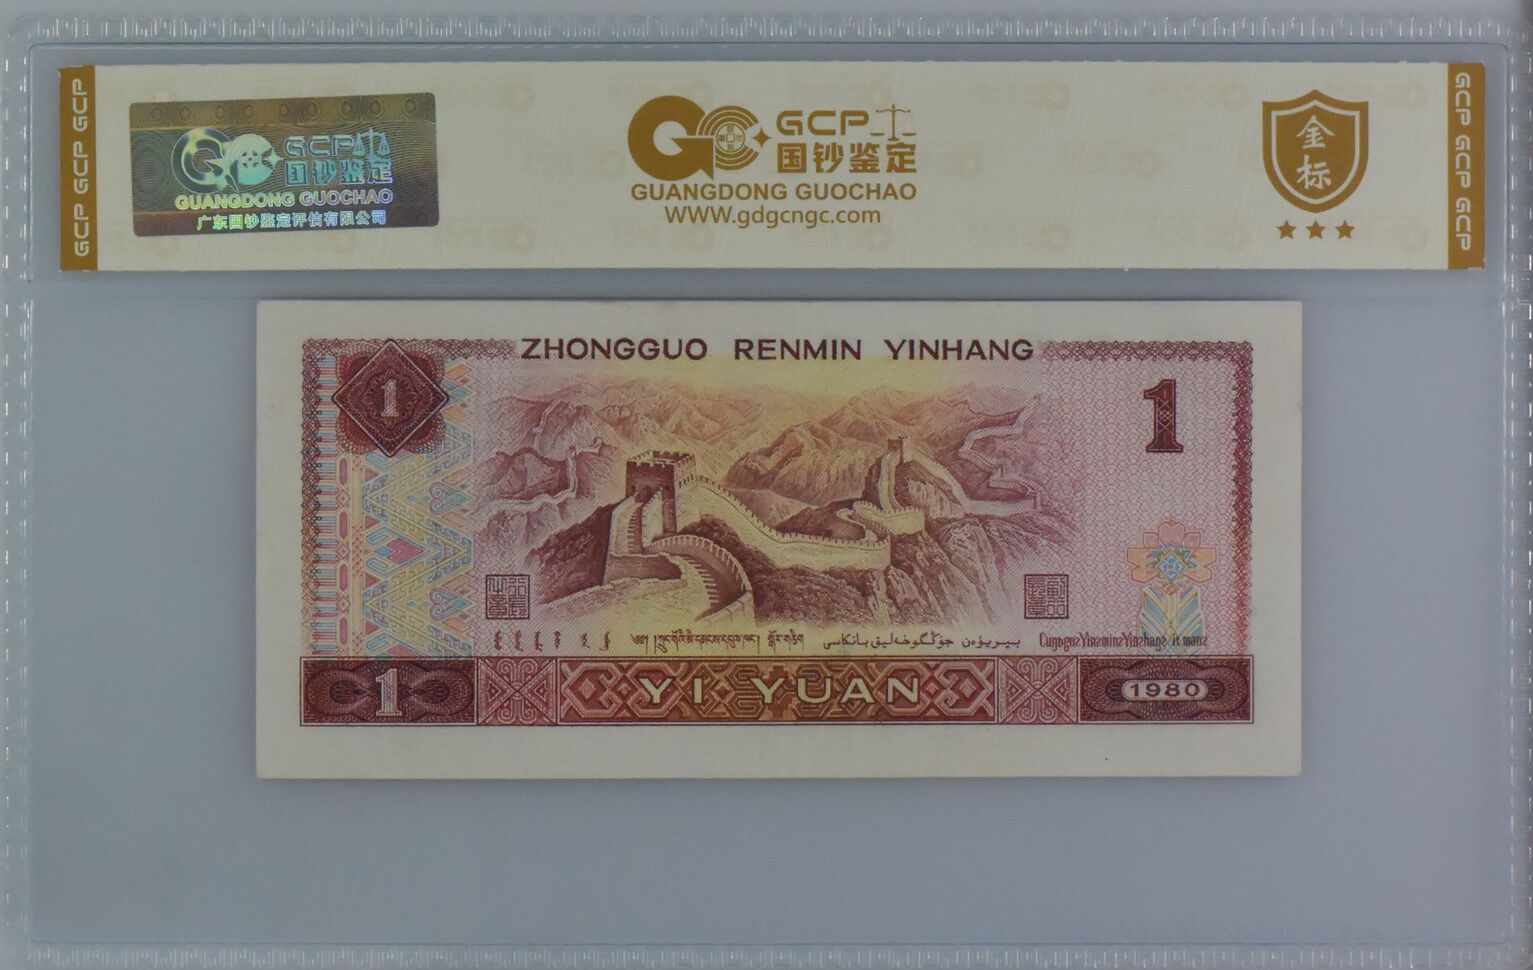 GCP GCP GCP
GCP
国钞鉴定
GUANGDONG GUOCHAO
广东国钞鉴定评估有限公司
GCP
国钞鉴定
GUANGDONG GUOCHAO
WWW.gdgcngc.com
金
标
GCP GCP GCP
ZHONGGUO RENMIN YINHANG
1
1
1
YI YUAN
1980